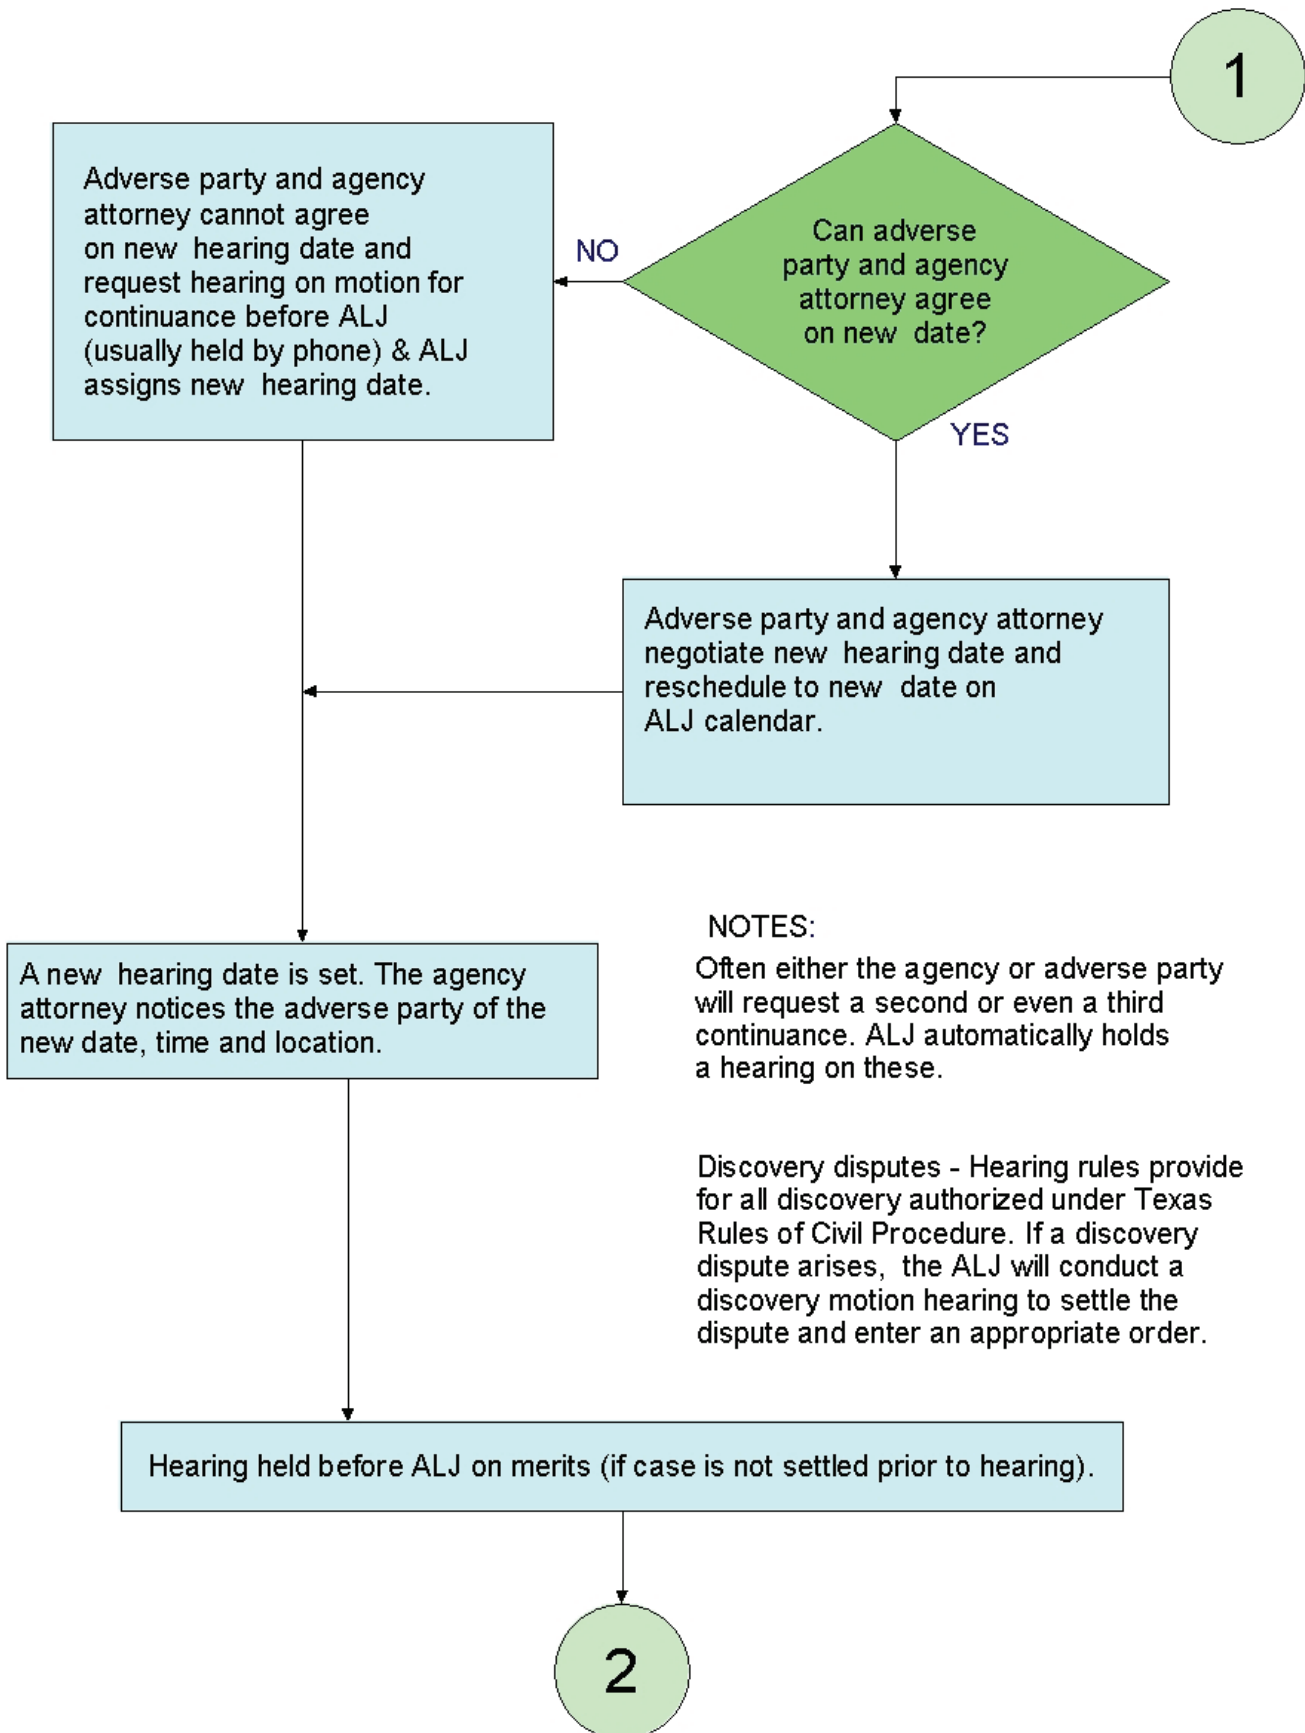 1
Can adverse
party and agency
attorney agree
on new date?
NO
YES
Adverse party and agency
attorney cannot agree
on new hearing date and
request hearing on motion for
continuance before ALJ
(usually held by phone) & ALJ
assigns new hearing date.
Adverse party and agency attorney
negotiate new hearing date and
reschedule to new date on
ALJ calendar.
A new hearing date is set. The agency
attorney notices the adverse party of the
new date, time and location.
NOTES:
Often either the agency or adverse party
will request a second or even a third
continuance. ALJ automatically holds
a hearing on these.
Discovery disputes - Hearing rules provide
for all discovery authorized under Texas
Rules of Civil Procedure. If a discovery
dispute arises, the ALJ will conduct a
discovery motion hearing to settle the
dispute and enter an appropriate order.
Hearing held before ALJ on merits (if case is not settled prior to hearing).
2